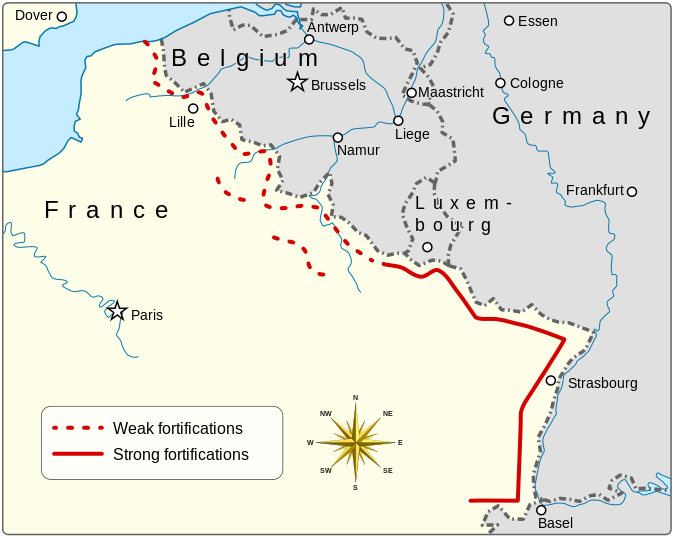 Dover
Antwerp
Essen
Belgium
Brussels
Maastricht
Cologne
Germany
Lille
Liege
Namur
Frankfurt
Luxem-
bourg
France
Paris
Strasbourg
Weak fortifications
Strong fortifications
N
NW
NE
W
E
SW
SE
S
Basel